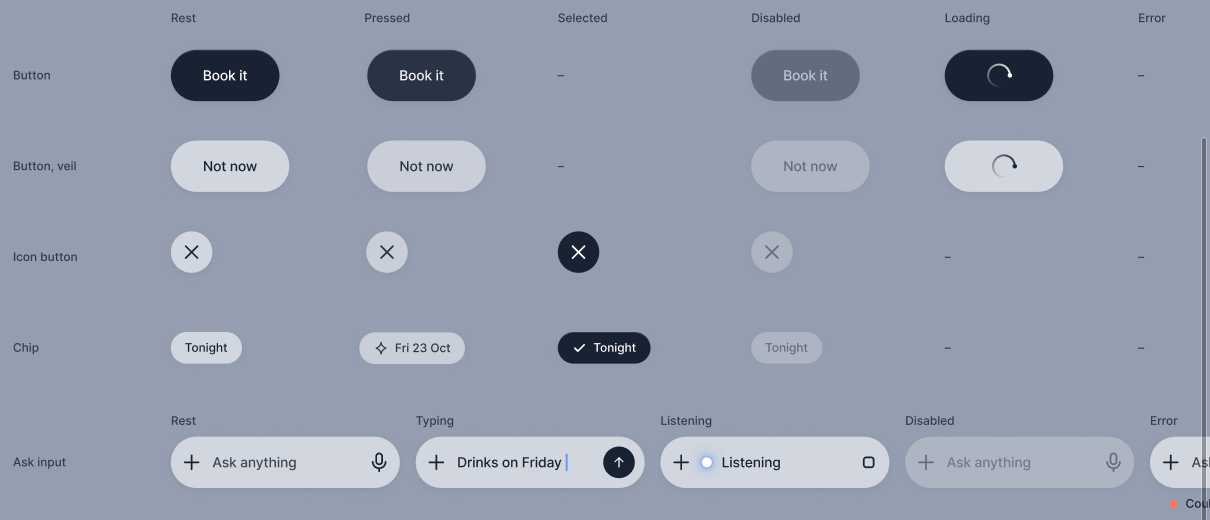 Rest Pressed Selected Disabled Loading Error
Button Book it Book it – Book it –
Button, veil Not now Not now – Not now –
Icon button – –
Chip Tonight Fri 23 Oct Tonight Tonight – –
Rest Typing Listening Disabled Error
Ask input Ask anything Drinks on Friday Listening Ask anything